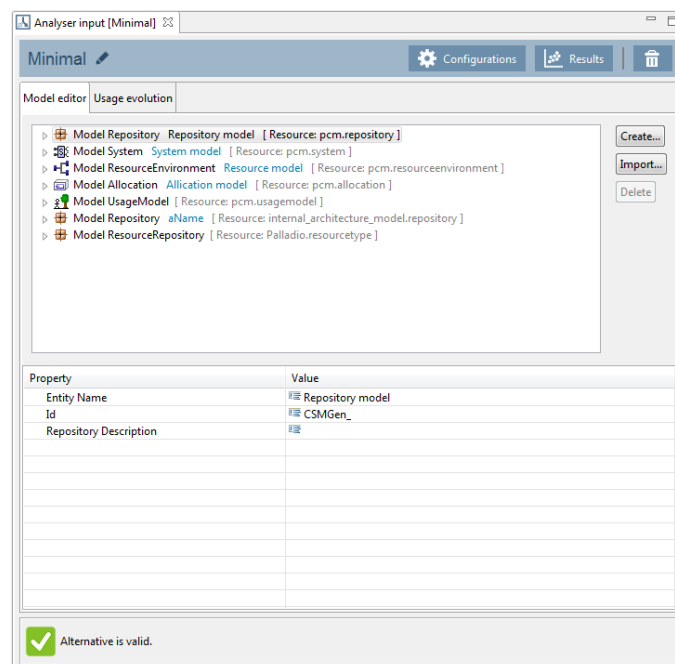 Analyser input [Minimal]
Minimal Configurations Results
Model editor Usage evolution
Model Repository Repository model [ Resource: pcm.repository ]
Model System System model [ Resource: pcm.system ]
Model ResourceEnvironment Resource model [ Resource: pcm.resourceenvironment ]
Model Allocation Allication model [ Resource: pcm.allocation ]
Model UsageModel [ Resource: pcm.usagemodel ]
Model Repository aName [ Resource: internal_architecture_model.repository ]
Model ResourceRepository [ Resource: Palladio.resourcetype ]
Create...
Import...
Delete
Property Value
Entity Name Repository model
Id CSMGen_
Repository Description
Alternative is valid.